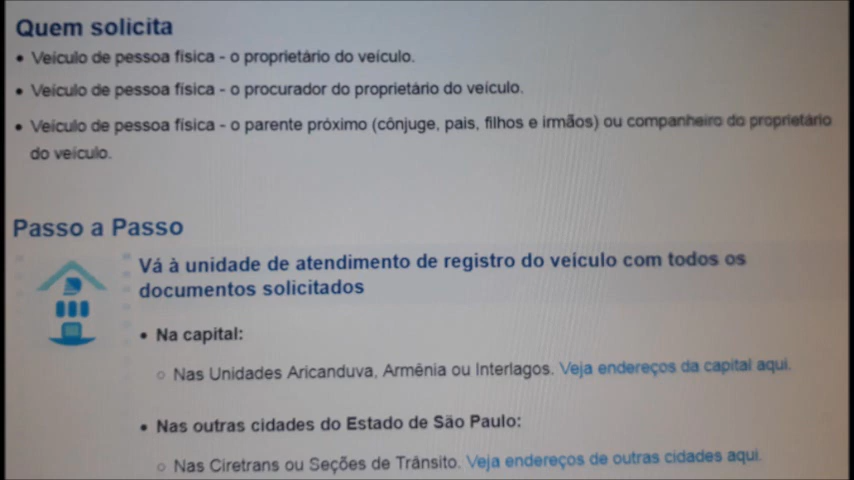 Quem solicita
• Veículo de pessoa física - o proprietário do veículo.
• Veículo de pessoa física - o procurador do proprietário do veículo.
• Veículo de pessoa física - o parente próximo (cônjuge, pais, filhos e irmãos) ou companheiro do proprietário
do veículo.
Passo a Passo
Vá à unidade de atendimento de registro do veículo com todos os
documentos solicitados
• Na capital:
○ Nas Unidades Aricanduva, Armênia ou Interlagos. Veja endereços da capital aqui.
• Nas outras cidades do Estado de São Paulo:
○ Nas Ciretrans ou Seções de Trânsito. Veja endereços de outras cidades aqui.